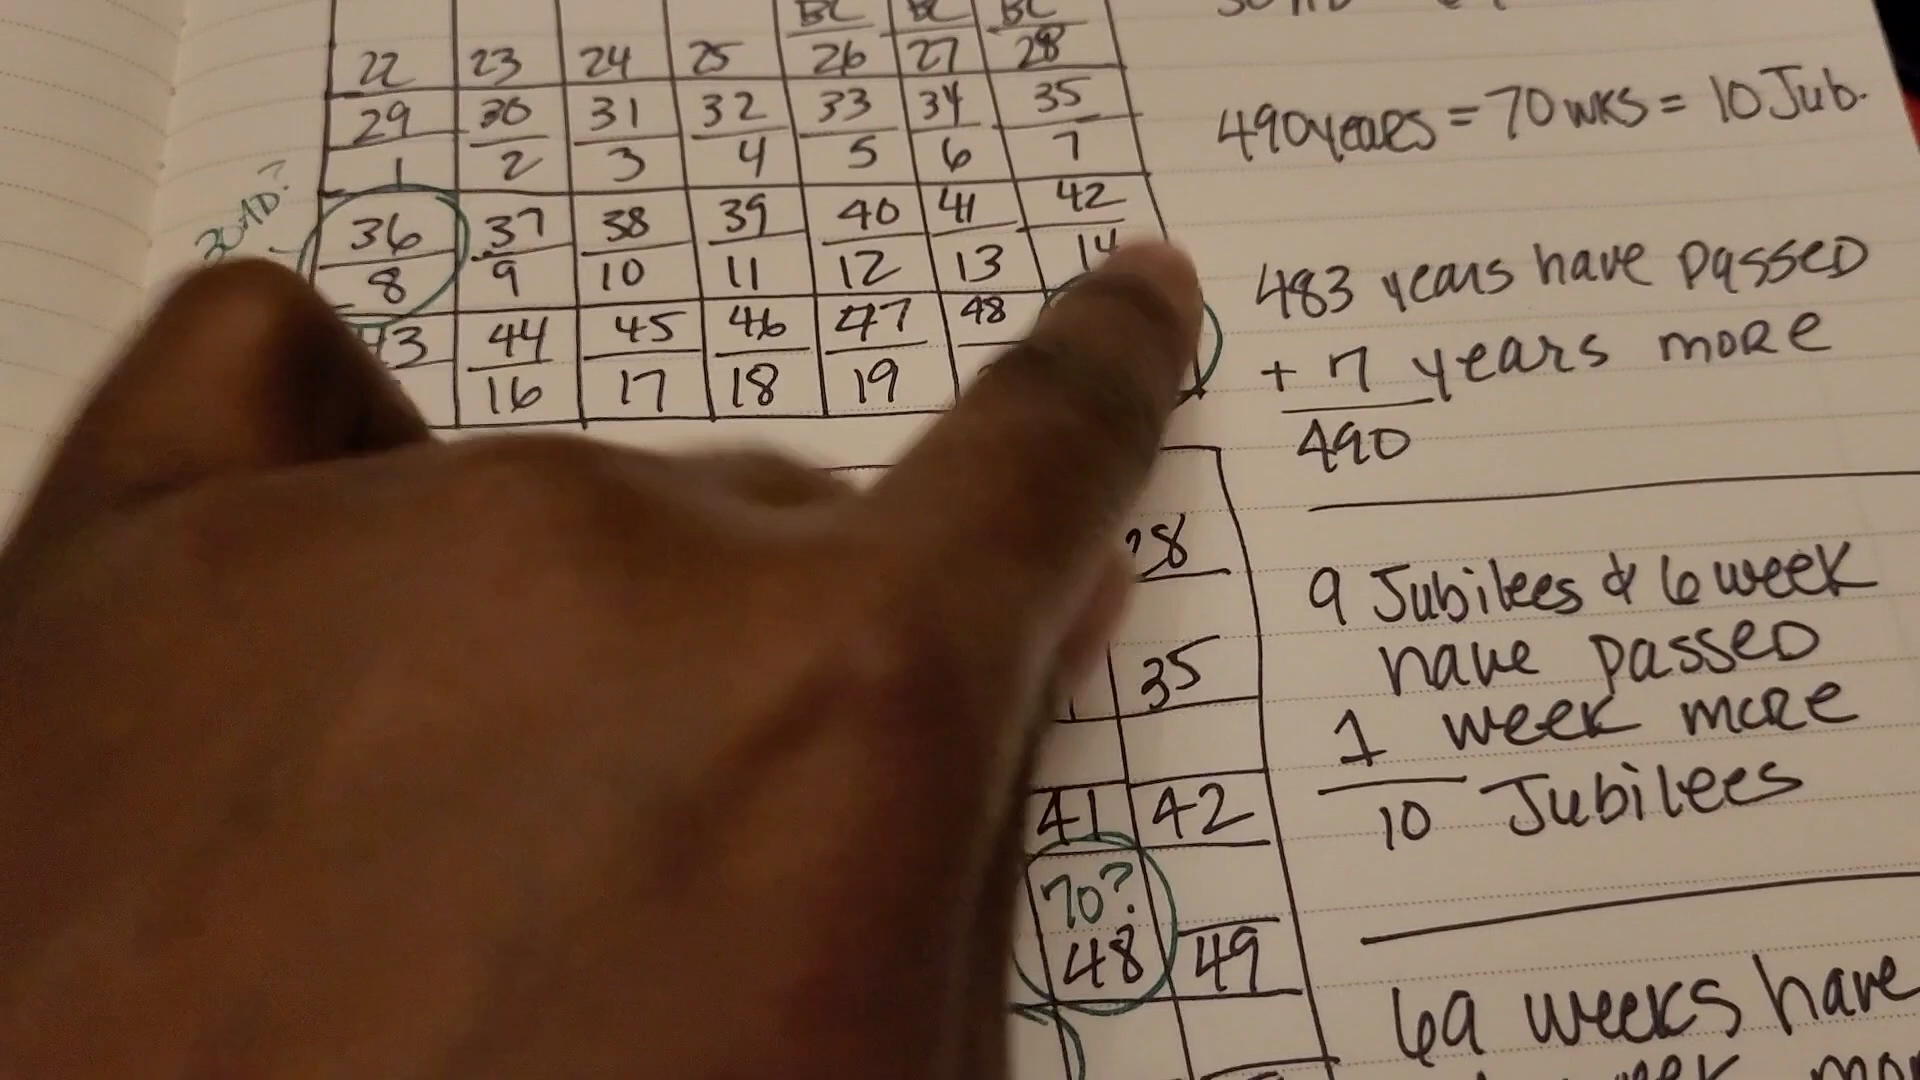 BC BC BC
22 23 24 25 26 27 28
29 30 31 32 33 34 35
1 2 3 4 5 6 7
30 AD?
36 37 38 39 40 41 42
8 9 10 11 12 13 14
43 44 45 46 47 48
16 17 18 19
35
41 42
70?
48 49
490 years = 70 wks = 10 Jub.
483 years have passed
+ 7 years more
490
9 Jubilees & 6 week
have passed
1 week more
10 Jubilees
69 weeks have